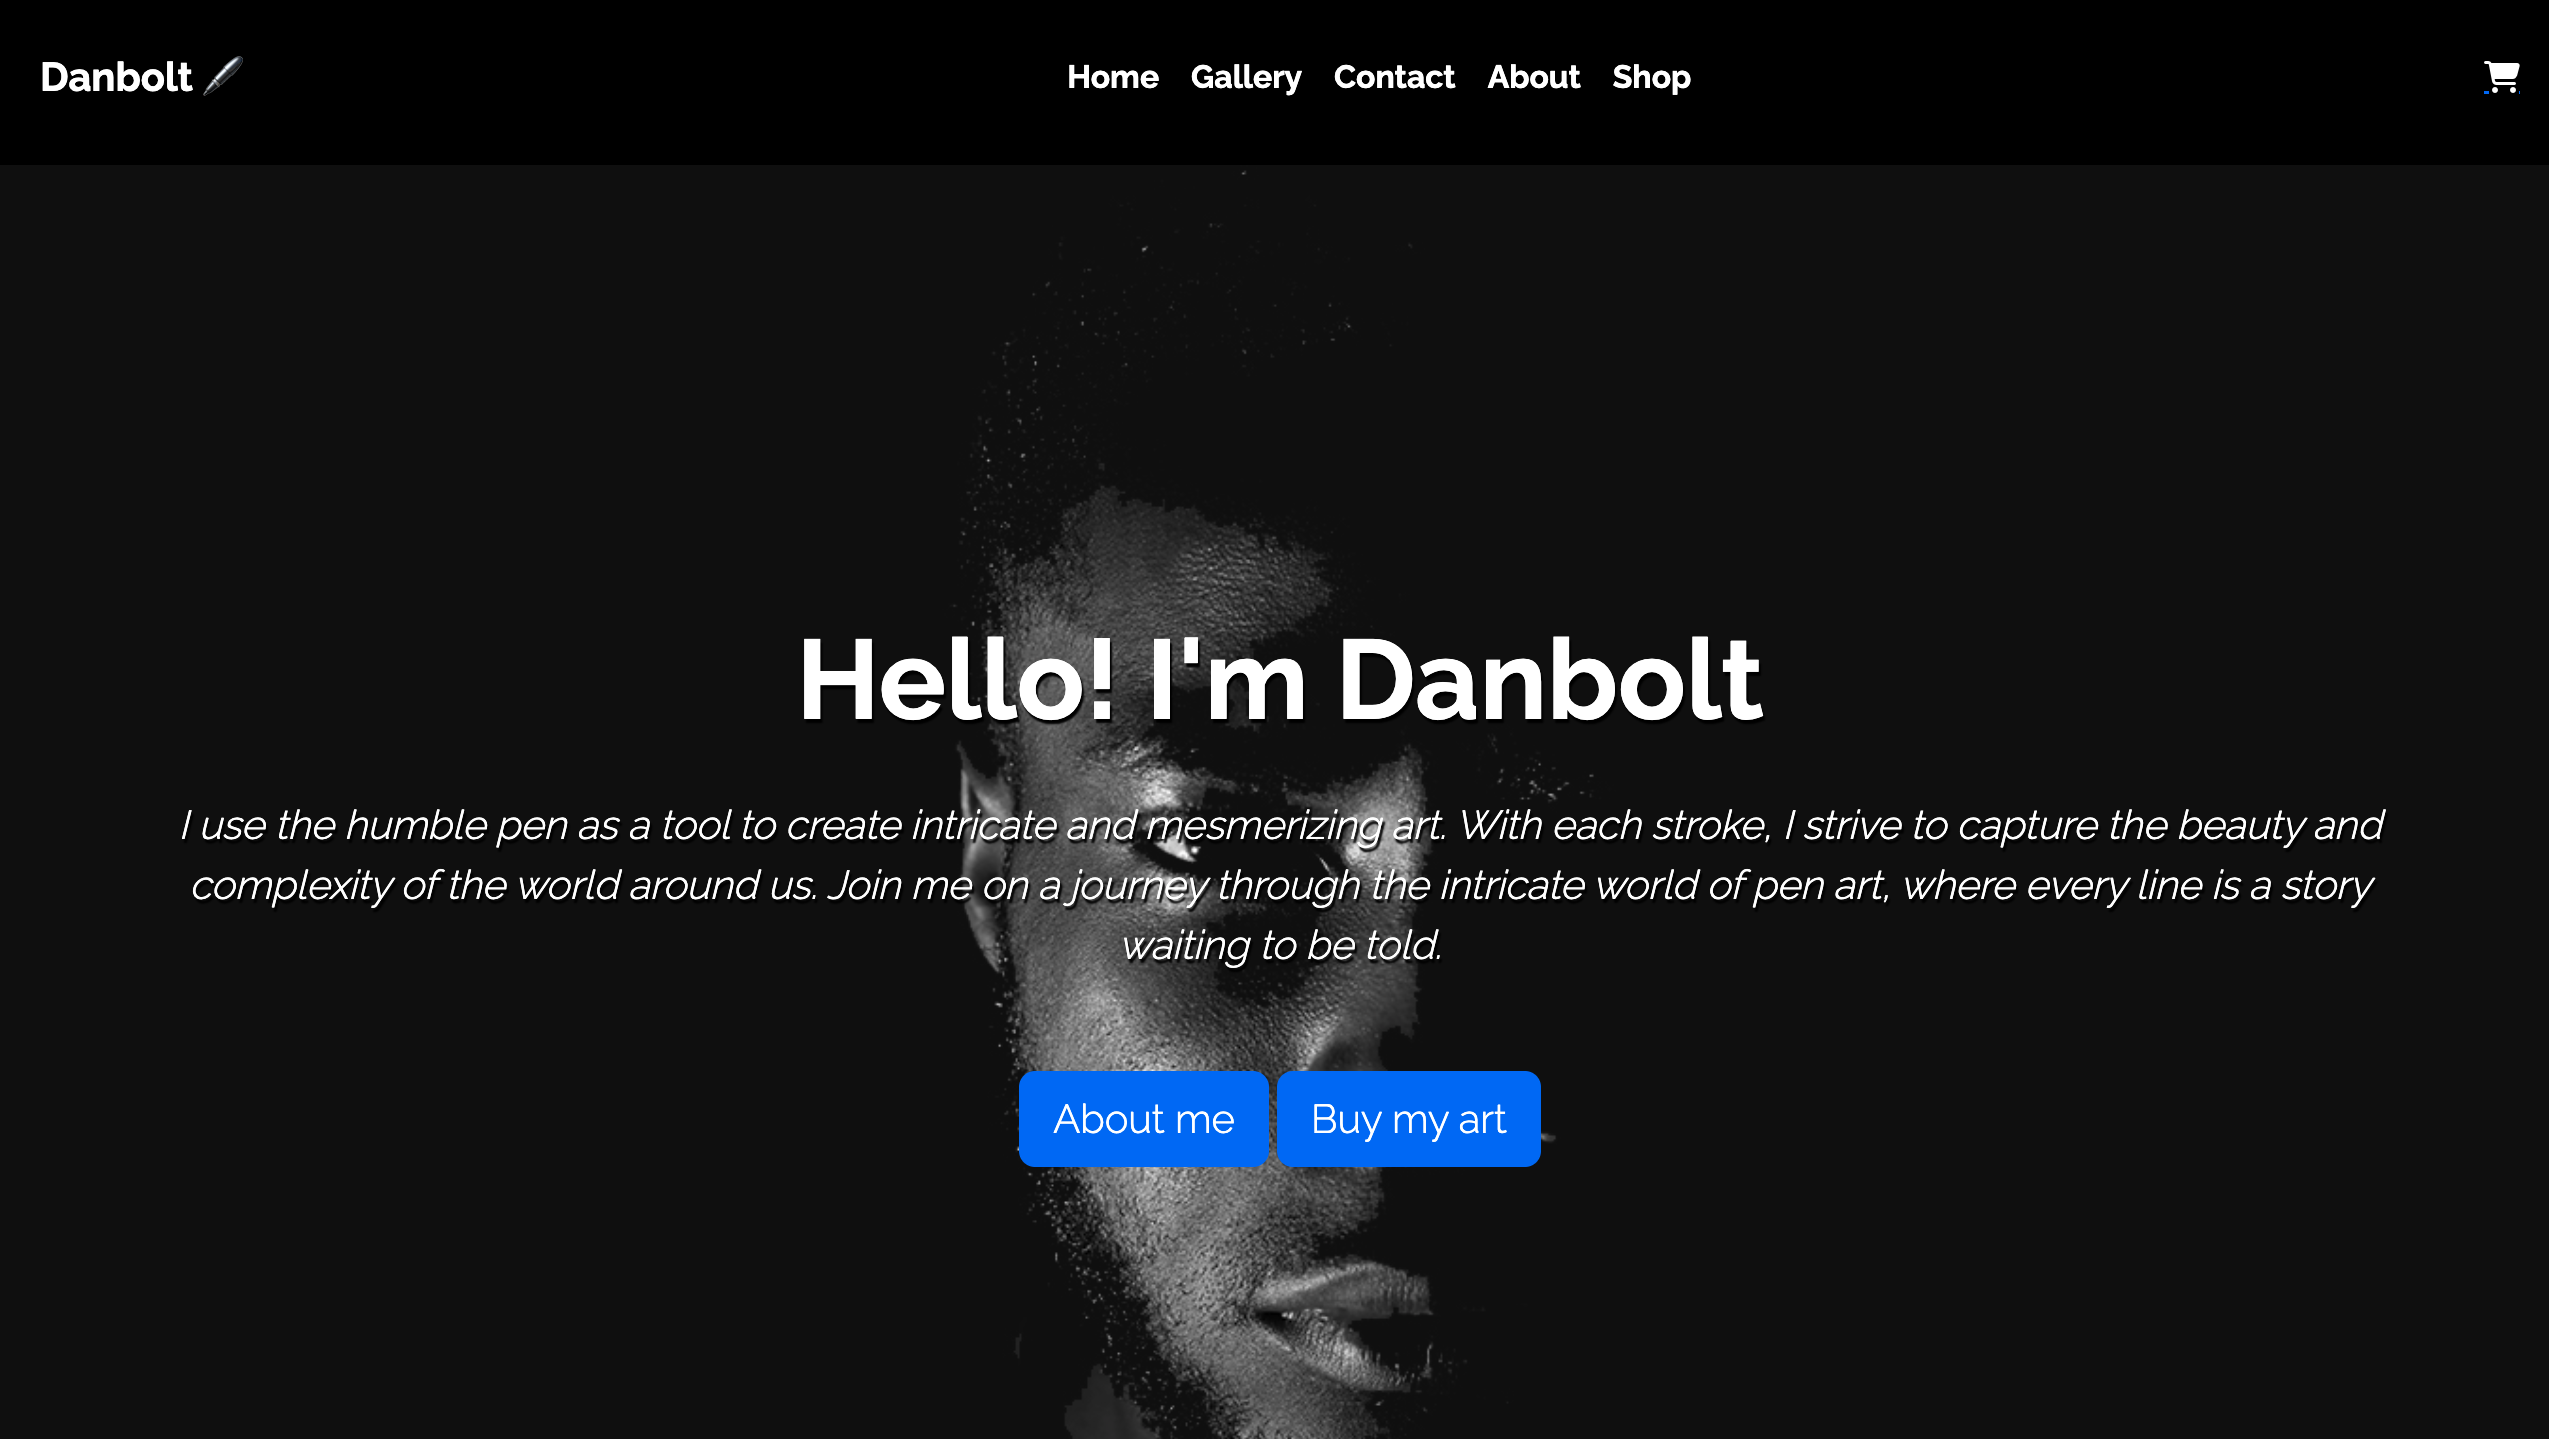 Danbolt
Home Gallery Contact About Shop
Hello! I'm Danbolt
I use the humble pen as a tool to create intricate and mesmerizing art. With each stroke, I strive to capture the beauty and
complexity of the world around us. Join me on a journey through the intricate world of pen art, where every line is a story
waiting to be told.
About me
Buy my art